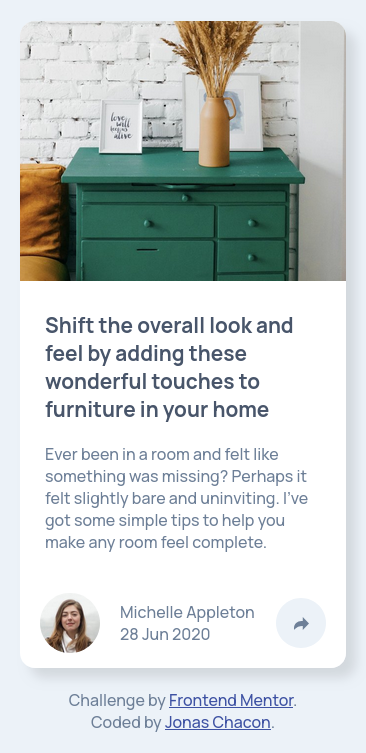 love
will
begins
alive
Shift the overall look and
feel by adding these
wonderful touches to
furniture in your home
Ever been in a room and felt like
something was missing? Perhaps it
felt slightly bare and uninviting. I've
got some simple tips to help you
make any room feel complete.
Michelle Appleton
28 Jun 2020
Challenge by Frontend Mentor.
Coded by Jonas Chacon.